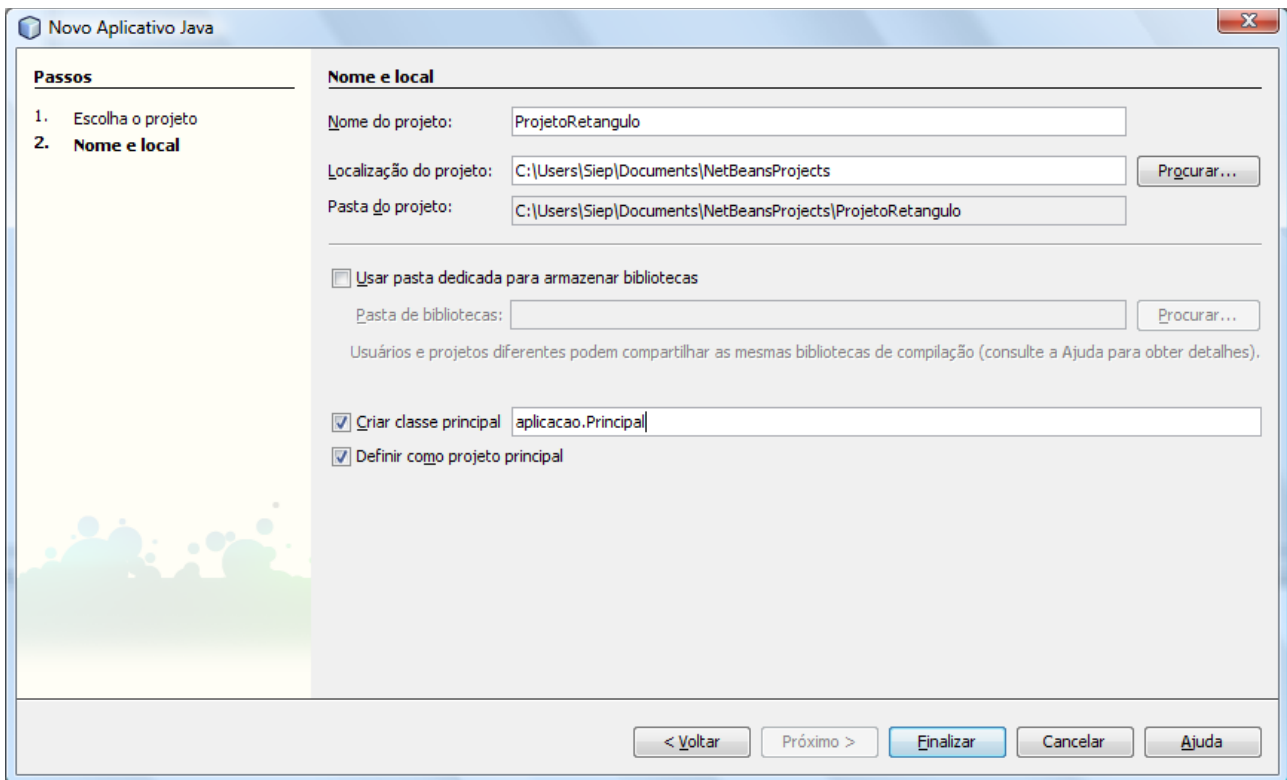 Novo Aplicativo Java
Passos
1. Escolha o projeto
2. Nome e local
Nome e local
Nome do projeto: ProjetoRetangulo
Localização do projeto: C:\Users\Siep\Documents\NetBeansProjects Procurar...
Pasta do projeto: C:\Users\Siep\Documents\NetBeansProjects\ProjetoRetangulo
Usar pasta dedicada para armazenar bibliotecas
Pasta de bibliotecas: Procurar...
Usuários e projetos diferentes podem compartilhar as mesmas bibliotecas de compilação (consulte a Ajuda para obter detalhes).
Criar classe principal aplicacao.Principal
Definir como projeto principal
< Voltar Próximo > Finalizar Cancelar Ajuda